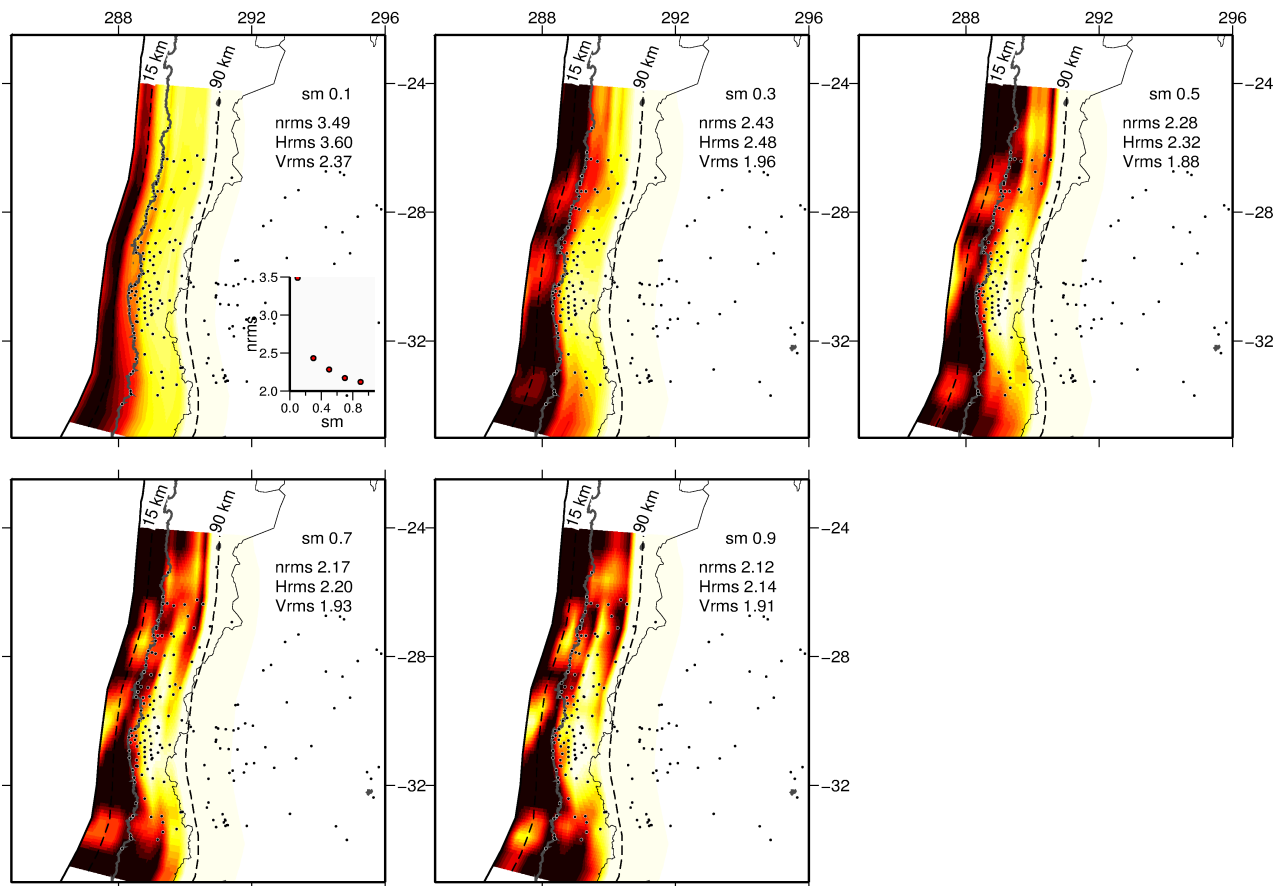 288 292 296
288 292 296
288 292 296
15 km
90 km
sm 0.1
nrms 3.49
Hrms 3.60
Vrms 2.37
3.5
3.0
2.5
2.0
nrms
0.0 0.4 0.8
sm
15 km
90 km
sm 0.3
nrms 2.43
Hrms 2.48
Vrms 1.96
−24
−28
−32
15 km
90 km
sm 0.5
nrms 2.28
Hrms 2.32
Vrms 1.88
−24
−28
−32
15 km
90 km
sm 0.7
nrms 2.17
Hrms 2.20
Vrms 1.93
−24
−28
−32
15 km
90 km
sm 0.9
nrms 2.12
Hrms 2.14
Vrms 1.91
−24
−28
−32